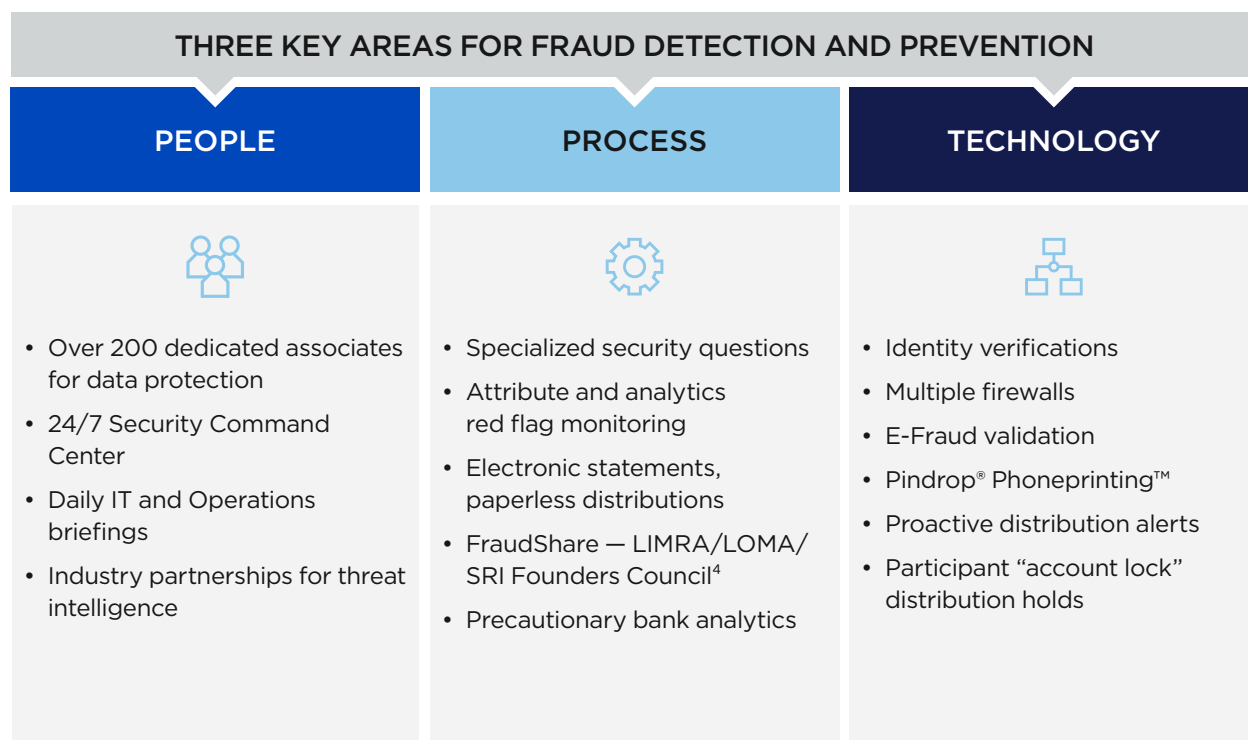 THREE KEY AREAS FOR FRAUD DETECTION AND PREVENTION
PEOPLE
• Over 200 dedicated associates
for data protection
• 24/7 Security Command
Center
• Daily IT and Operations
briefings
• Industry partnerships for threat
intelligence
PROCESS
• Specialized security questions
• Attribute and analytics
red flag monitoring
• Electronic statements,
paperless distributions
• FraudShare — LIMRA/LOMA/
SRI Founders Council⁴
• Precautionary bank analytics
TECHNOLOGY
• Identity verifications
• Multiple firewalls
• E-Fraud validation
• Pindrop® Phoneprinting™
• Proactive distribution alerts
• Participant “account lock”
distribution holds